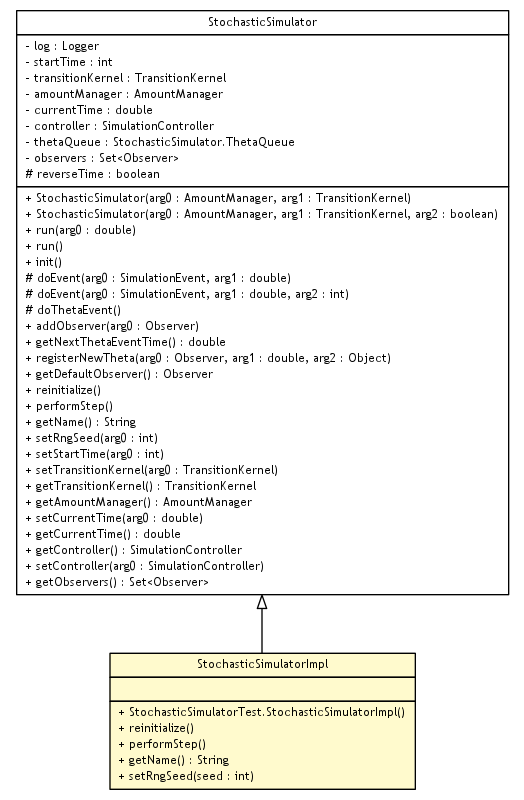 StochasticSimulator
- log : Logger
- startTime : int
- transitionKernel : TransitionKernel
- amountManager : AmountManager
- currentTime : double
- controller : SimulationController
- thetaQueue : StochasticSimulator.ThetaQueue
- observers : Set<Observer>
# reverseTime : boolean
+ StochasticSimulator(arg0 : AmountManager, arg1 : TransitionKernel)
+ StochasticSimulator(arg0 : AmountManager, arg1 : TransitionKernel, arg2 : boolean)
+ run(arg0 : double)
+ run()
+ init()
# doEvent(arg0 : SimulationEvent, arg1 : double)
# doEvent(arg0 : SimulationEvent, arg1 : double, arg2 : int)
# doThetaEvent()
+ addObserver(arg0 : Observer)
+ getNextThetaEventTime() : double
+ registerNewTheta(arg0 : Observer, arg1 : double, arg2 : Object)
+ getDefaultObserver() : Observer
+ reinitialize()
+ performStep()
+ getName() : String
+ setRngSeed(arg0 : int)
+ setStartTime(arg0 : int)
+ setTransitionKernel(arg0 : TransitionKernel)
+ getTransitionKernel() : TransitionKernel
+ getAmountManager() : AmountManager
+ setCurrentTime(arg0 : double)
+ getCurrentTime() : double
+ getController() : SimulationController
+ setController(arg0 : SimulationController)
+ getObservers() : Set<Observer>
StochasticSimulatorImpl
+ StochasticSimulatorTest.StochasticSimulatorImpl()
+ reinitialize()
+ performStep()
+ getName() : String
+ setRngSeed(seed : int)